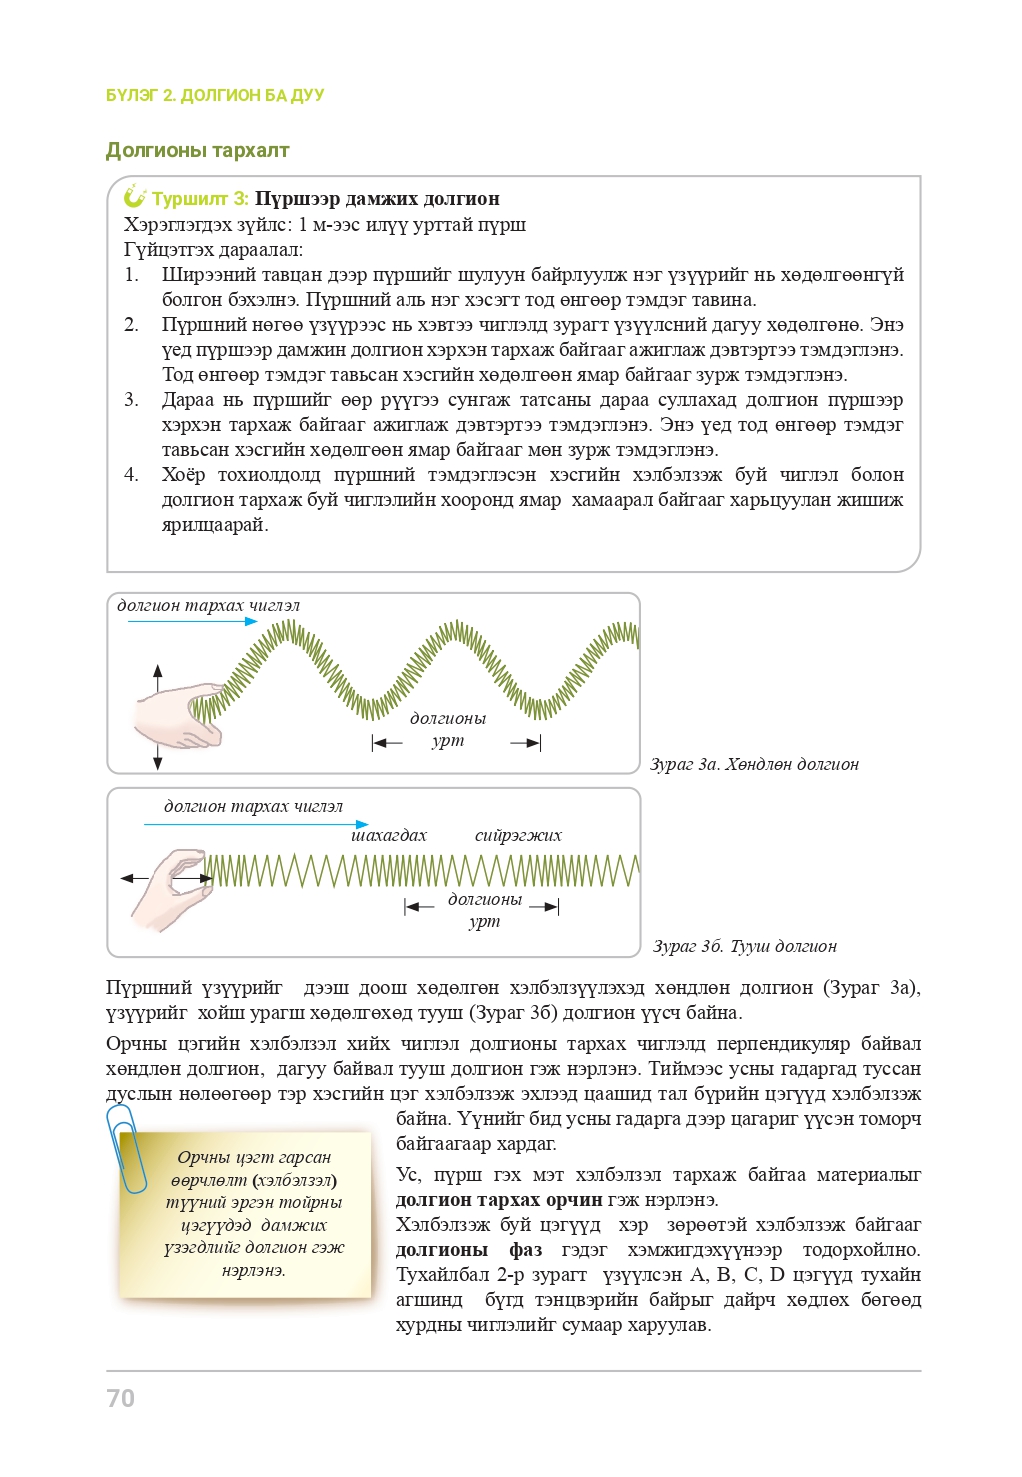 БҮЛЭГ 2. ДОЛГИОН БА ДУУ
Долгионы тархалт
Туршилт 3: Пүршээр дамжих долгион
Хэрэглэгдэх зүйлс: 1 м-ээс илүү урттай пүрш
Гүйцэтгэх дараалал:
1. Ширээний тавцан дээр пүршийг шулуун байрлуулж нэг үзүүрийг нь хөдөлгөөнгүй
болгон бэхэлнэ. Пүршний аль нэг хэсэгт тод өнгөөр тэмдэг тавина.
2. Пүршний нөгөө үзүүрээс нь хэвтээ чиглэлд зурагт үзүүлсний дагуу хөдөлгөнө. Энэ
үед пүршээр дамжин долгион хэрхэн тархаж байгааг ажиглаж дэвтэртээ тэмдэглэнэ.
Тод өнгөөр тэмдэг тавьсан хэсгийн хөдөлгөөн ямар байгааг зурж тэмдэглэнэ.
3. Дараа нь пүршийг өөр рүүгээ сунгаж татсаны дараа суллахад долгион пүршээр
хэрхэн тархаж байгааг ажиглаж дэвтэртээ тэмдэглэнэ. Энэ үед тод өнгөөр тэмдэг
тавьсан хэсгийн хөдөлгөөн ямар байгааг мөн зурж тэмдэглэнэ.
4. Хоёр тохиолдолд пүршний тэмдэглэсэн хэсгийн хэлбэлзэж буй чиглэл болон
долгион тархаж буй чиглэлийн хооронд ямар хамаарал байгааг харьцуулан жишиж
ярилцаарай.
долгион тархах чиглэл
долгионы
урт
Зураг 3а. Хөндлөн долгион
долгион тархах чиглэл
шахагдах сийрэгжих
долгионы
урт
Зураг 3б. Тууш долгион
Пүршний үзүүрийг дээш доош хөдөлгөн хэлбэлзүүлэхэд хөндлөн долгион (Зураг 3а),
үзүүрийг хойш урагш хөдөлгөхөд тууш (Зураг 3б) долгион үүсч байна.
Орчны цэгийн хэлбэлзэл хийх чиглэл долгионы тархах чиглэлд перпендикуляр байвал
хөндлөн долгион, дагуу байвал тууш долгион гэж нэрлэнэ. Тиймээс усны гадаргад туссан
дуслын нөлөөгөөр тэр хэсгийн цэг хэлбэлзэж эхлээд цаашид тал бүрийн цэгүүд хэлбэлзэж
байна. Үүнийг бид усны гадарга дээр цагариг үүсэн томорч
байгаагаар хардаг.
Орчны цэгт гарсан
өөрчлөлт (хэлбэлзэл)
түүний эргэн тойрны
цэгүүдэд дамжих
үзэгдлийг долгион гэж
нэрлэнэ.
Ус, пүрш гэх мэт хэлбэлзэл тархаж байгаа материалыг
долгион тархах орчин гэж нэрлэнэ.
Хэлбэлзэж буй цэгүүд хэр зөрөөтэй хэлбэлзэж байгааг
долгионы фаз гэдэг хэмжигдэхүүнээр тодорхойлно.
Тухайлбал 2-р зурагт үзүүлсэн A, B, C, D цэгүүд тухайн
агшинд бүгд тэнцвэрийн байрыг дайрч хөдлөх бөгөөд
хурдны чиглэлийг сумаар харуулав.
70